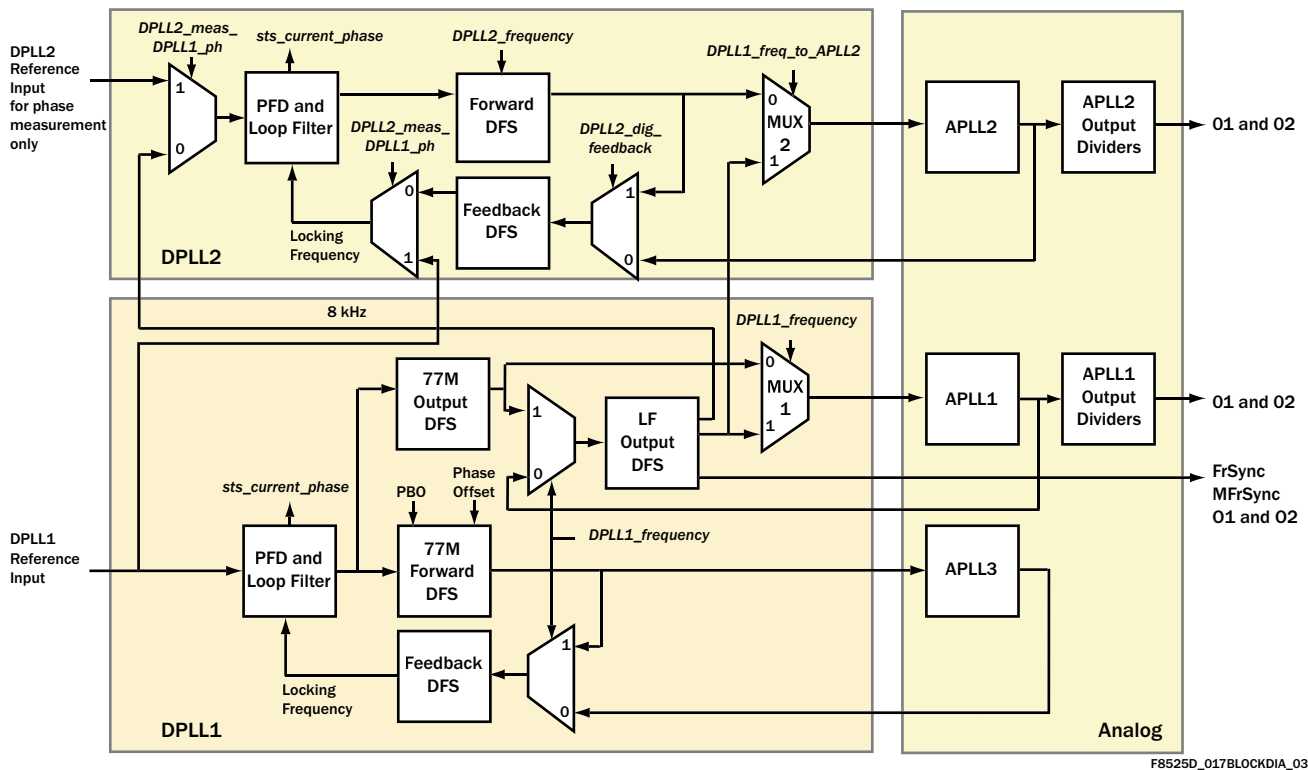 DPLL2
Reference
Input
for phase
measurement
only
DPLL2_meas_
DPLL1_ph
1
0
sts_current_phase
PFD and
Loop Filter
DPLL2_frequency
Forward
DFS
DPLL2_meas_
DPLL1_ph
0
1
Locking
Frequency
Feedback
DFS
DPLL2_dig_
feedback
1
0
DPLL1_freq_to_APLL2
0
MUX
2
1
DPLL2
APLL2
APLL2
Output
Dividers
O1 and O2
8 kHz
77M
Output
DFS
1
0
LF
Output
DFS
DPLL1_frequency
0
MUX
1
1
APLL1
APLL1
Output
Dividers
O1 and O2
FrSync
MFrSync
O1 and O2
DPLL1
Reference
Input
sts_current_phase
PFD and
Loop Filter
PBO
Phase
Offset
77M
Forward
DFS
DPLL1_frequency
APLL3
Feedback
DFS
1
0
Locking
Frequency
DPLL1
Analog
F8525D_017BLOCKDIA_03